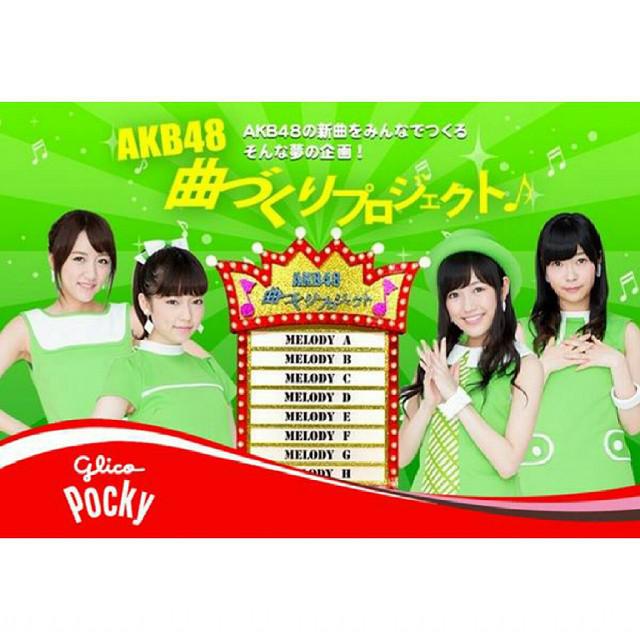 AKB48
AKB48の新曲をみんなでつくる
そんな夢の企画！
曲づくりプロジェクト♪
AKB48
曲づくりプロジェクト
MELODY A
MELODY B
MELODY C
MELODY D
MELODY E
MELODY F
MELODY G
MELODY H
glico
Pocky